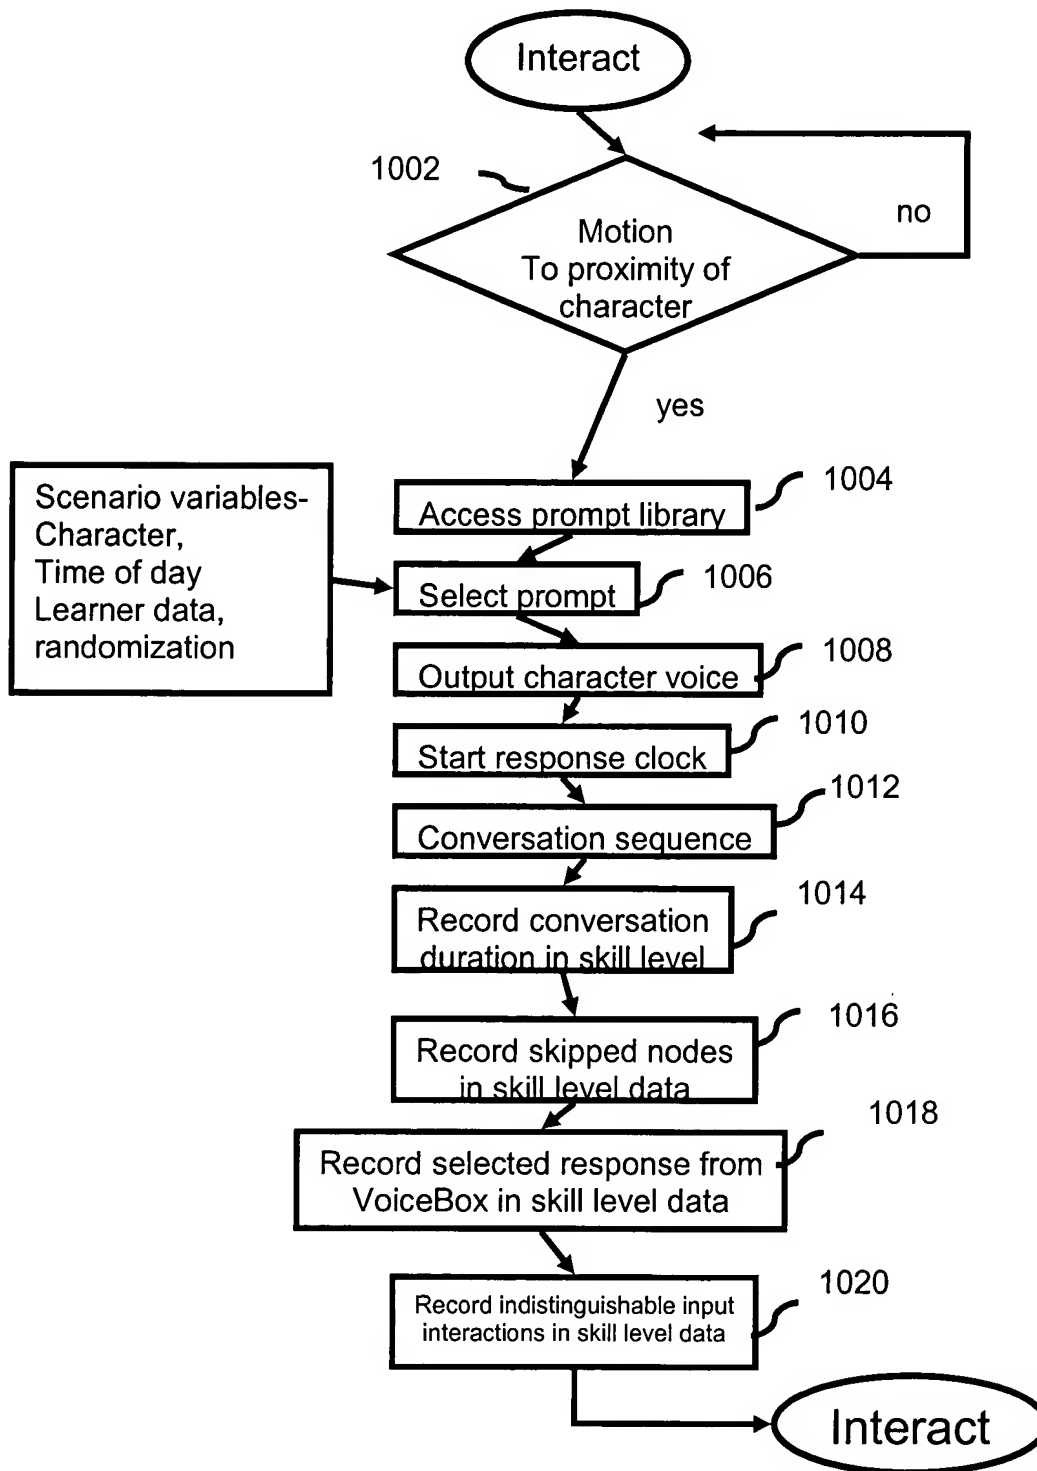 Interact
1002
no
Motion
To proximity of
character
yes
Scenario variables-
Character,
Time of day
Learner data,
randomization
1004
Access prompt library
1006
Select prompt
1008
Output character voice
1010
Start response clock
1012
Conversation sequence
1014
Record conversation
duration in skill level
1016
Record skipped nodes
in skill level data
1018
Record selected response from
VoiceBox in skill level data
1020
Record indistinguishable input
interactions in skill level data
Interact